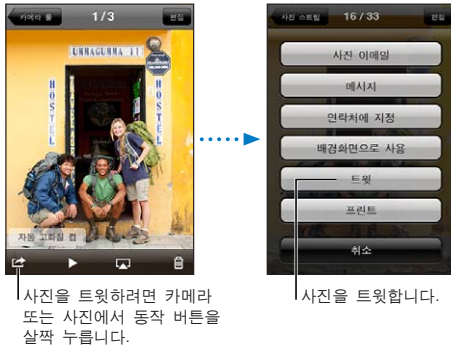 카메라 롤
1/3
편집
UMMAGUMMA
HOSTEL
HOSTEL
자동 고화질 컵
사진을 트윗하려면 카메라
또는 사진에서 동작 버튼을
살짝 누릅니다.
사진 스트림
16/33
편집
사진 이메일
메시지
연락처에 지정
배경화면으로 사용
트윗
프린트
취소
사진을 트윗합니다.